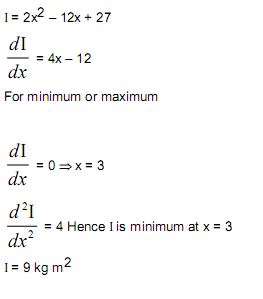 I = 2x² – 12x + 27
dI/dx = 4x – 12
For minimum or maximum
dI/dx = 0 ⇒ x = 3
d²I/dx² = 4 Hence I is minimum at x = 3
I = 9 kg m²